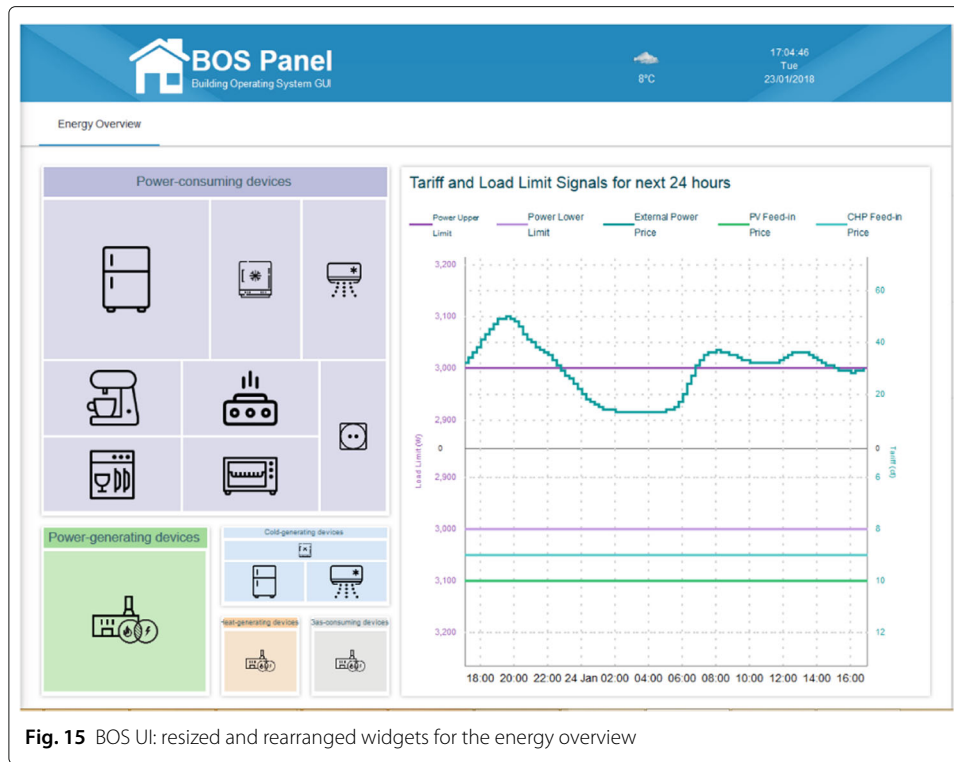 BOS Panel
Building Operating System GUI
8°C
17:04:46
Tue
23/01/2018
Energy Overview
Power-consuming devices
Power-generating devices
Cold-generating devices
Heat-generating devices
Gas-consuming devices
Tariff and Load Limit Signals for next 24 hours
Power Upper Limit
Power Lower Limit
External Power Price
PV Feed-in Price
CHP Feed-in Price
3,200
3,100
3,000
2,900
0
2,900
3,000
3,100
3,200
Load Limit (W)
60
40
20
0
6
8
10
12
18:00 20:00 22:00 24 Jan 02:00 04:00 06:00 08:00 10:00 12:00 14:00 16:00
Fig. 15 BOS UI: resized and rearranged widgets for the energy overview